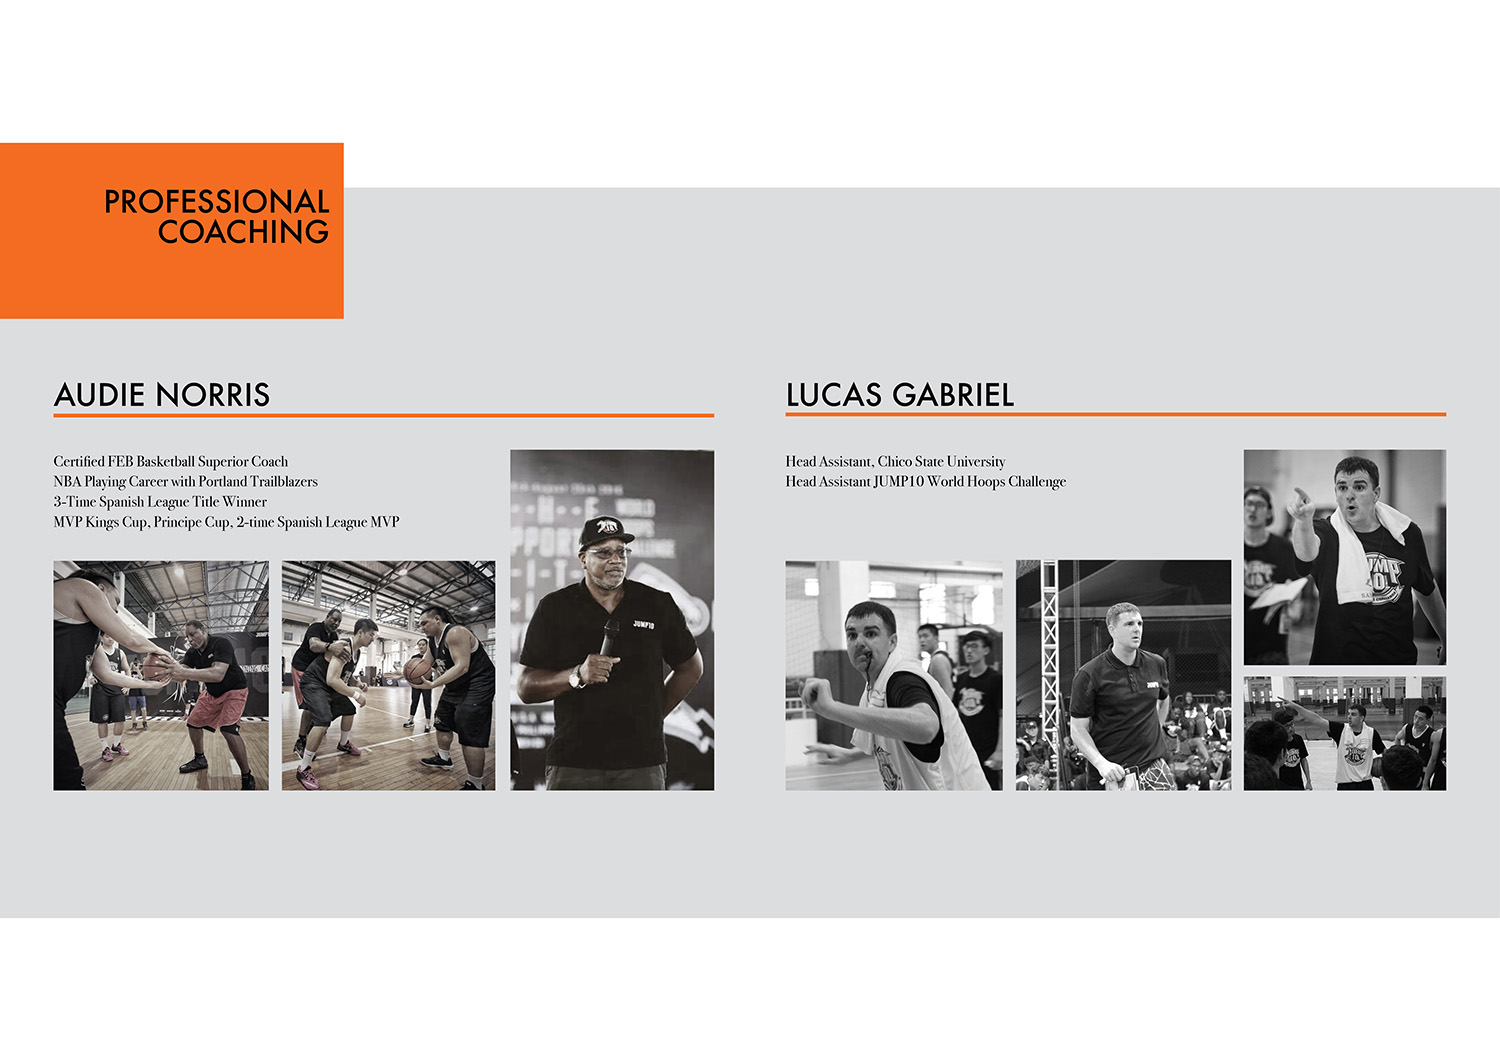 PROFESSIONAL
COACHING
AUDIE NORRIS
Certified FEB Basketball Superior Coach
NBA Playing Career with Portland Trailblazers
3-Time Spanish League Title Winner
MVP Kings Cup, Principe Cup, 2-time Spanish League MVP
JUMP10
LUCAS GABRIEL
Head Assistant, Chico State University
Head Assistant JUMP10 World Hoops Challenge